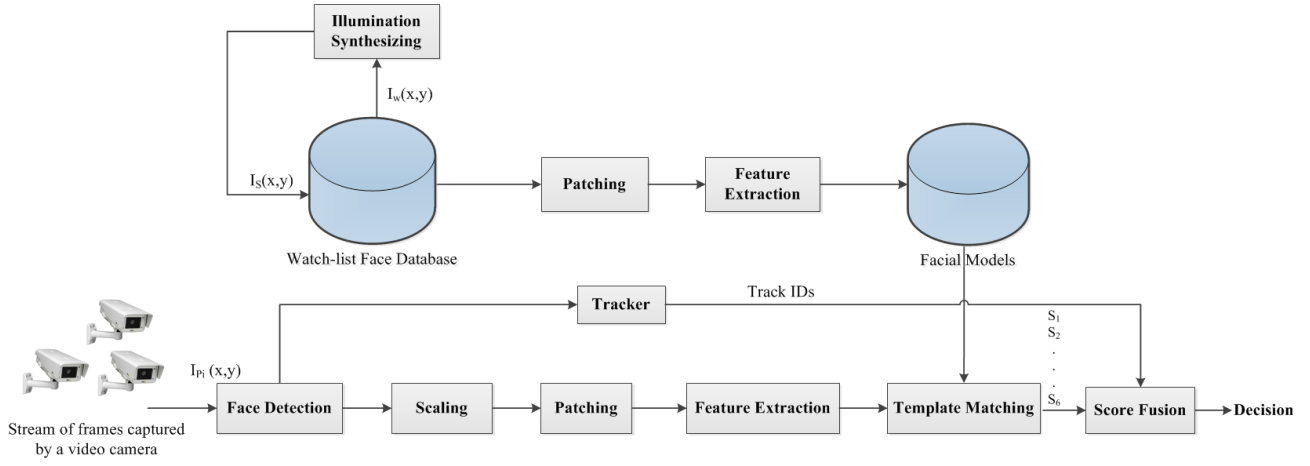 Illumination
Synthesizing
I_w(x,y)
I_S(x,y)
Patching
Feature
Extraction
Watch-list Face Database
Facial Models
Tracker
Track IDs
S_1
S_2
.
.
.
S_6
I_Pi (x,y)
Face Detection
Scaling
Patching
Feature Extraction
Template Matching
Score Fusion
Decision
Stream of frames captured
by a video camera